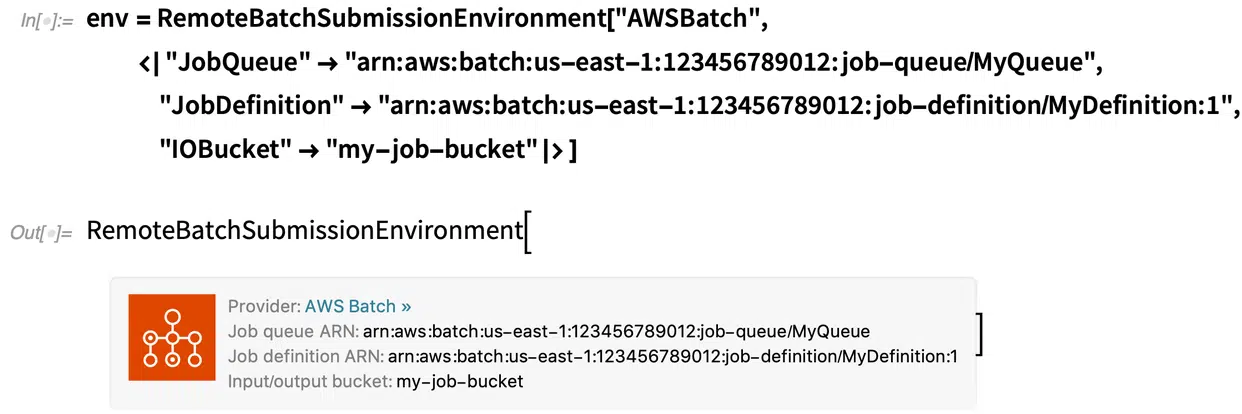 In[•]:= env = RemoteBatchSubmissionEnvironment["AWSBatch",
<| "JobQueue" → "arn:aws:batch:us-east-1:123456789012:job-queue/MyQueue",
"JobDefinition" → "arn:aws:batch:us-east-1:123456789012:job-definition/MyDefinition:1",
"IOBucket" → "my-job-bucket" |> ]
Out[•]= RemoteBatchSubmissionEnvironment[
Provider: AWS Batch »
Job queue ARN: arn:aws:batch:us-east-1:123456789012:job-queue/MyQueue
Job definition ARN: arn:aws:batch:us-east-1:123456789012:job-definition/MyDefinition:1
Input/output bucket: my-job-bucket
]